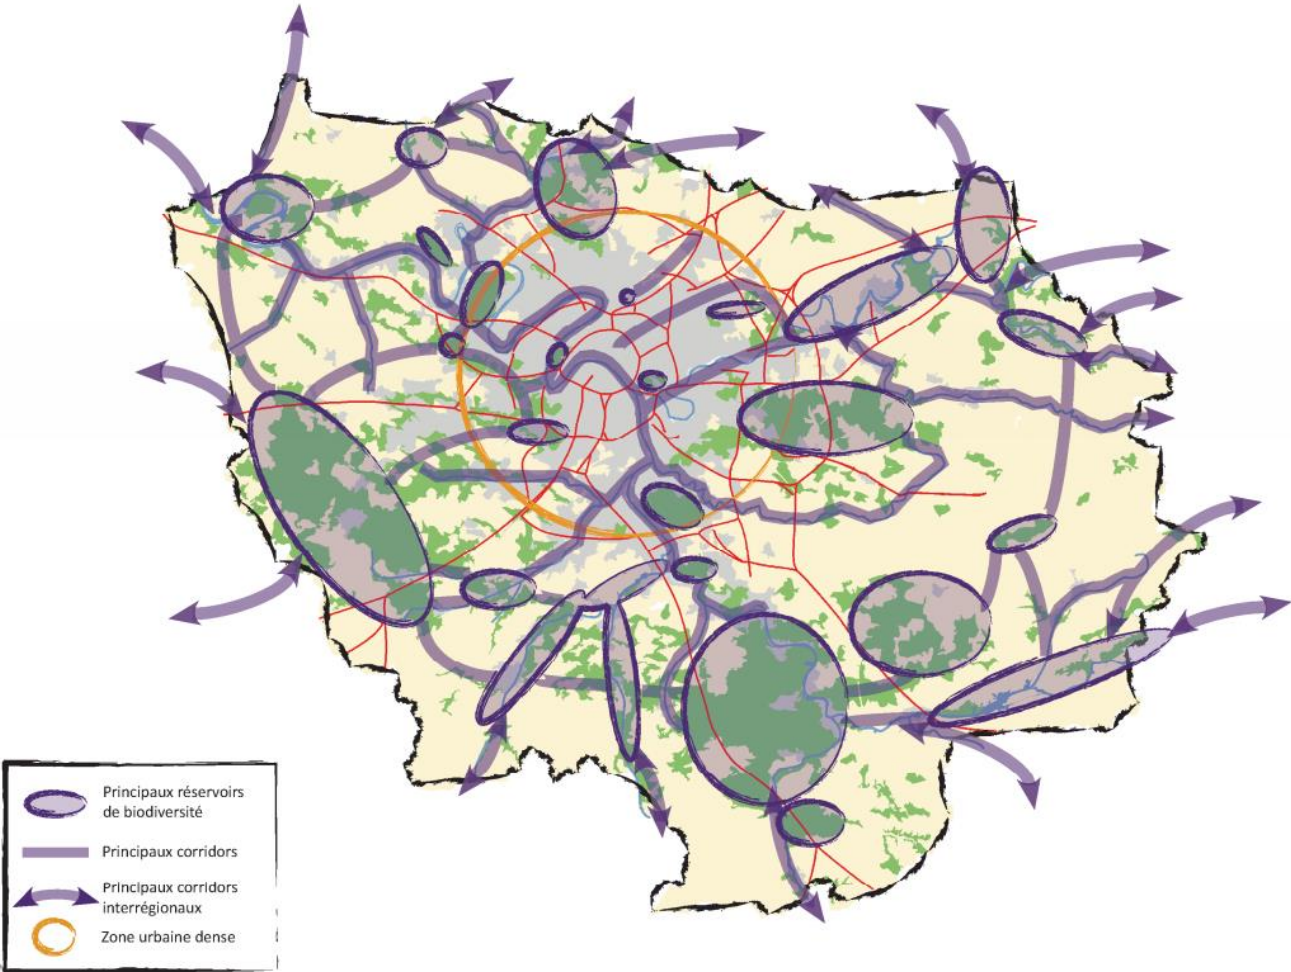 Principaux réservoirs
de biodiversité
Principaux corridors
Principaux corridors
interrégionaux
Zone urbaine dense